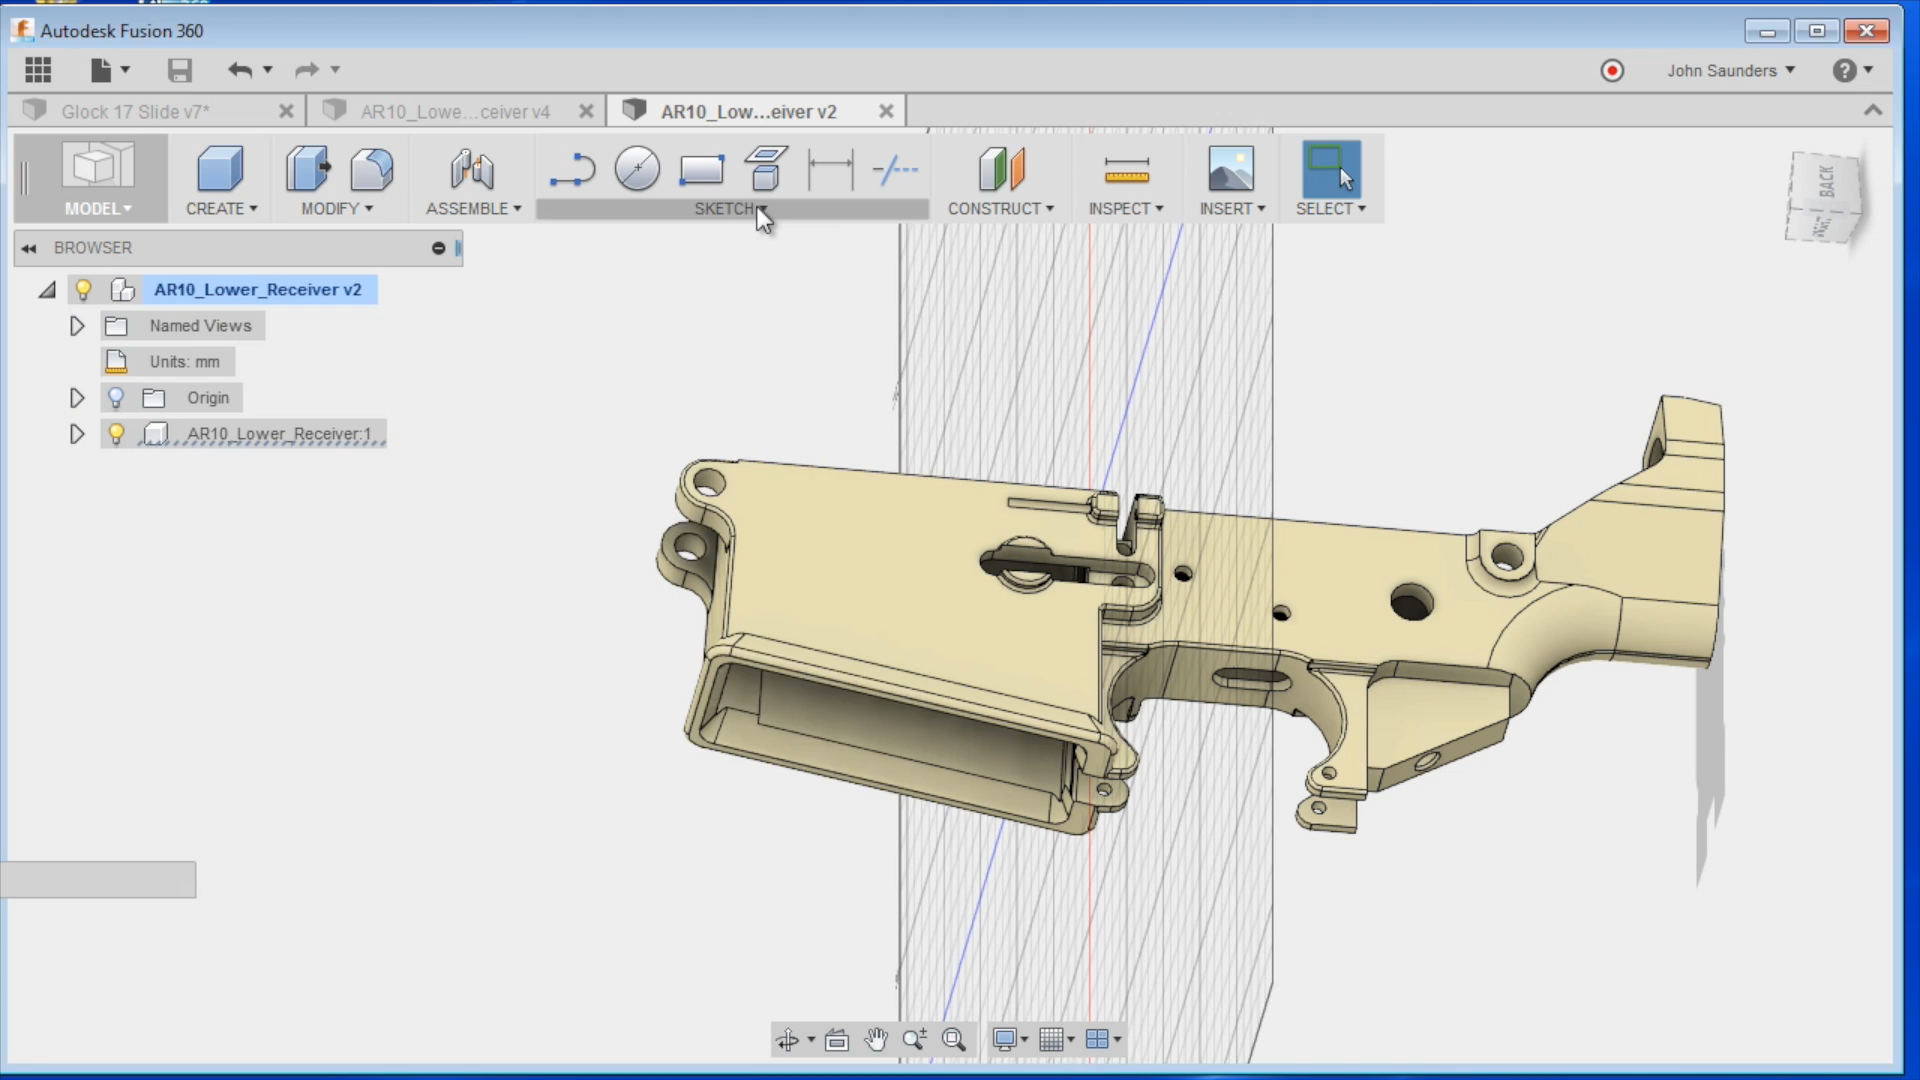 Autodesk Fusion 360
John Saunders
Glock 17 Slide v7*
AR10_Lowe...ceiver v4
AR10_Low...eiver v2
MODEL
CREATE
MODIFY
ASSEMBLE
SKETCH
CONSTRUCT
INSPECT
INSERT
SELECT
BACK
BROWSER
AR10_Lower_Receiver v2
Named Views
Units: mm
Origin
AR10_Lower_Receiver:1